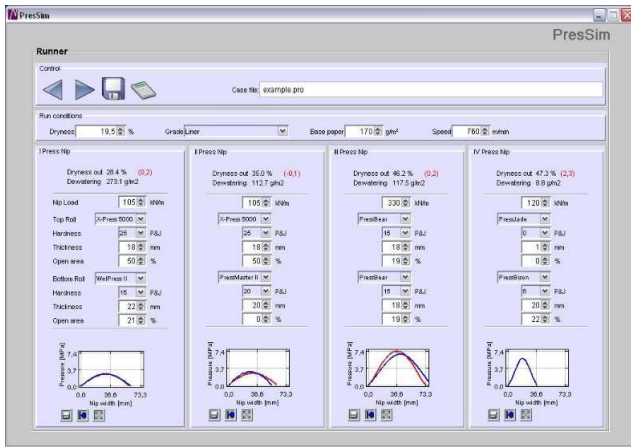 PresSim
PresSim
Runner
Control
Case file: example.pro
Run conditions
Dryness 19,5 % Grade Liner Base paper 170 g/m² Speed 760 m/min
I Press Nip
Dryness out 28.4 % (0,2)
Dewatering 273.1 g/m2
Nip Load 105 kN/m
Top Roll X-Press 5000
Hardness 25 P&J
Thickness 18 mm
Open area 50 %
Bottom Roll WetPress II
Hardness 15 P&J
Thickness 22 mm
Open area 21 %
Pressure [MPa]
7,4
3,7
0,0
0,0 36,6 73,3
Nip width [mm]
II Press Nip
Dryness out 35.0 % (-0,1)
Dewatering 112.7 g/m2
105 kN/m
X-Press 5000
25 P&J
18 mm
50 %
PressMaster II
20 P&J
20 mm
0 %
Pressure [MPa]
7,4
3,7
0,0
0,0 36,6 73,3
Nip width [mm]
III Press Nip
Dryness out 46.2 % (0,2)
Dewatering 117.5 g/m2
330 kN/m
PressBear
15 P&J
18 mm
19 %
PressBear
15 P&J
18 mm
19 %
Pressure [MPa]
7,4
3,7
0,0
0,0 36,6 73,3
Nip width [mm]
IV Press Nip
Dryness out 47.3 % (2,3)
Dewatering 8.8 g/m2
120 kN/m
PressJade
0 P&J
1 mm
0 %
PressBison
6 P&J
20 mm
22 %
Pressure [MPa]
7,4
3,7
0,0
0,0 36,6 73,3
Nip width [mm]